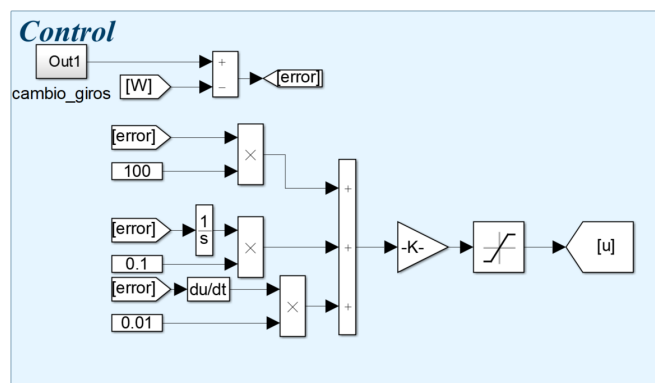 Control
Out1
cambio_giros
[W]
+
−
[error]
[error]
100
×
[error]
1
s
0.1
×
[error]
du/dt
0.01
×
+
+
+
-K-
[u]